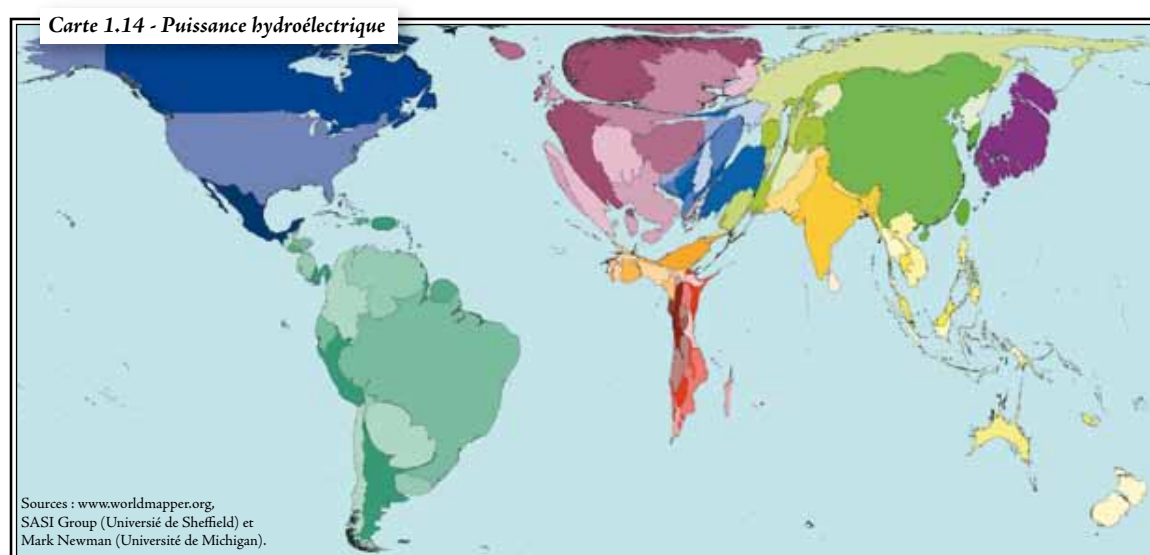 Carte 1.14 - Puissance hydroélectrique
Sources : www.worldmapper.org,
SASI Group (Universié de Sheffield) et
Mark Newman (Université de Michigan).